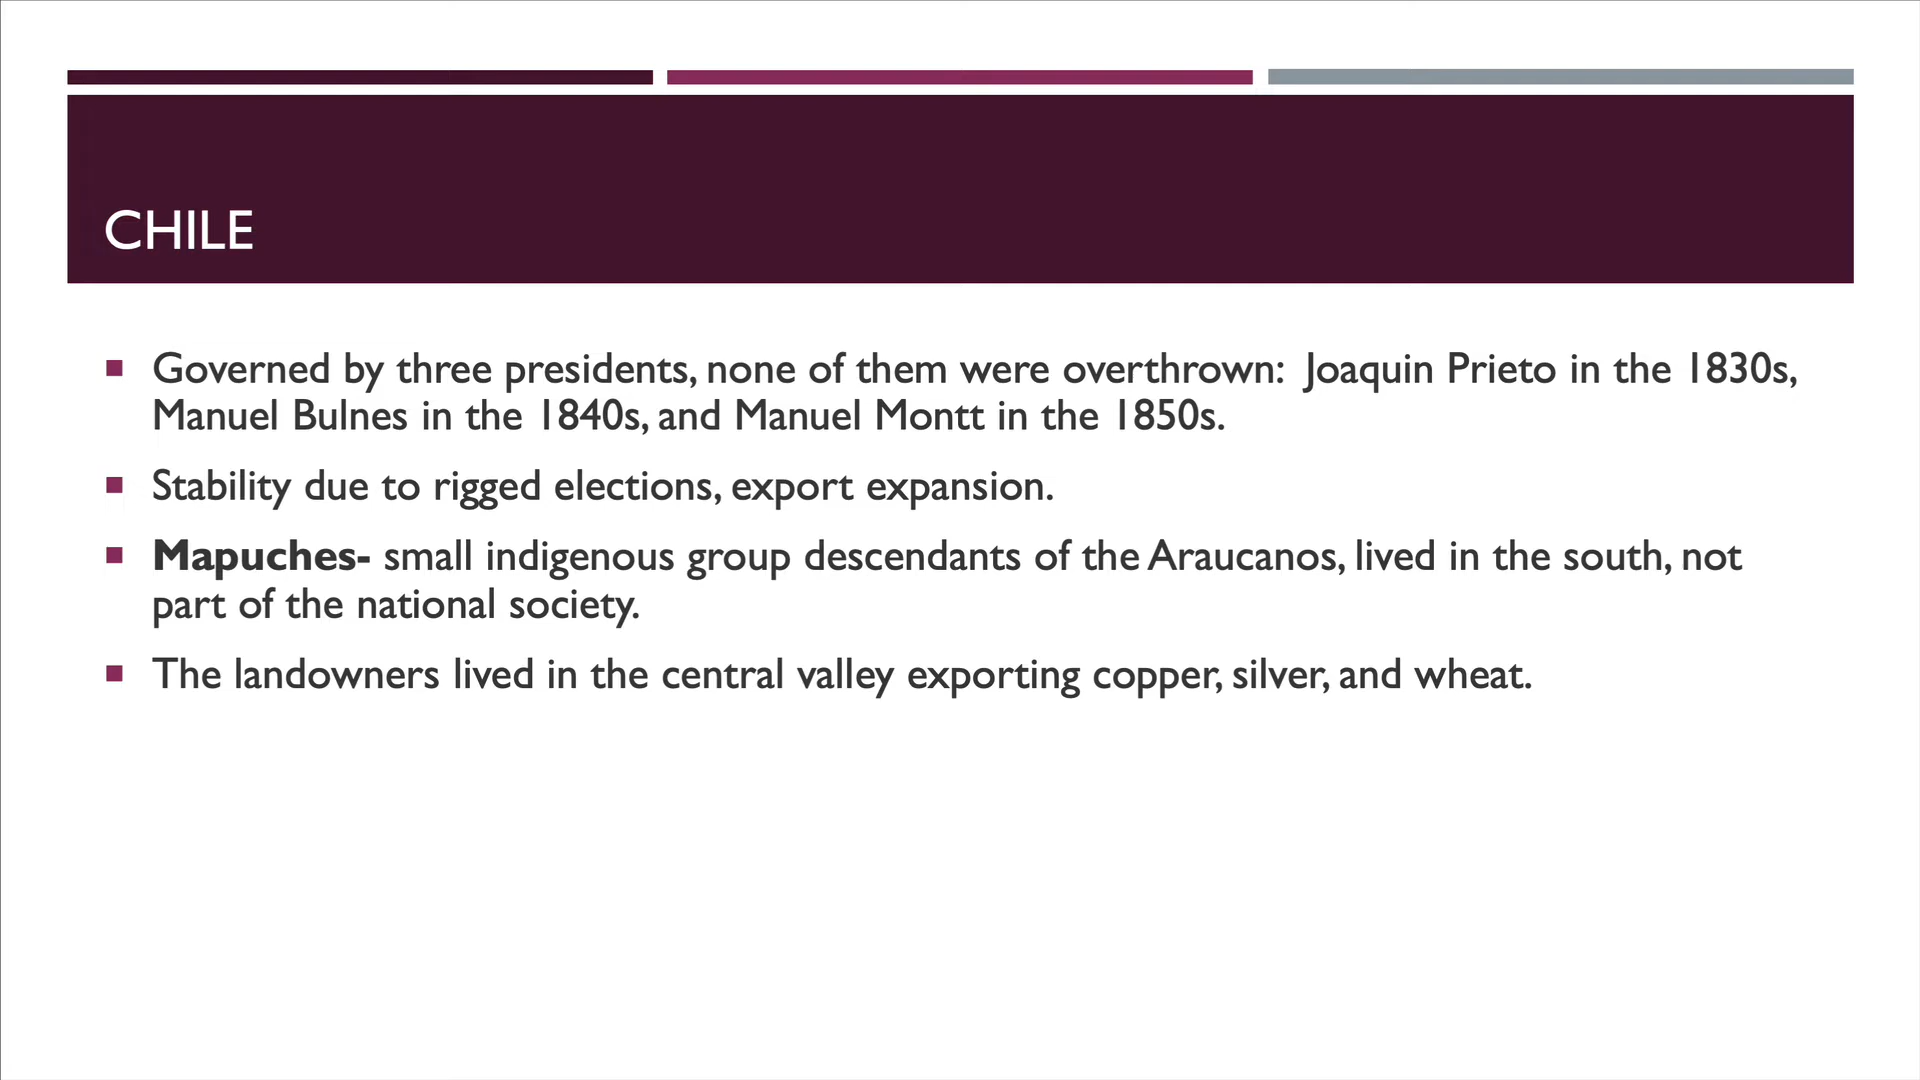 CHILE
Governed by three presidents, none of them were overthrown:  Joaquin Prieto in the 1830s,
Manuel Bulnes in the 1840s, and Manuel Montt in the 1850s.
Stability due to rigged elections, export expansion.
Mapuches- small indigenous group descendants of the Araucanos, lived in the south, not
part of the national society.
The landowners lived in the central valley exporting copper, silver, and wheat.